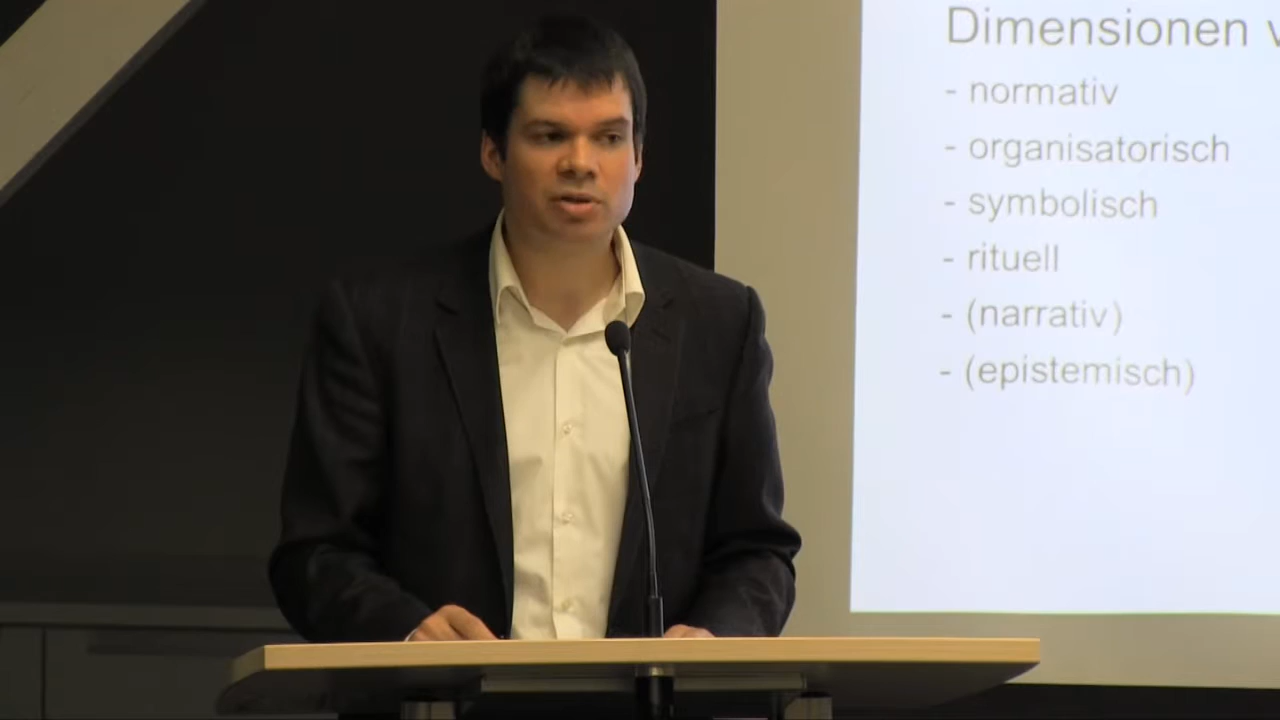 Dimensionen
- normativ
- organisatorisch
- symbolisch
- rituell
- (narrativ)
- (epistemisch)